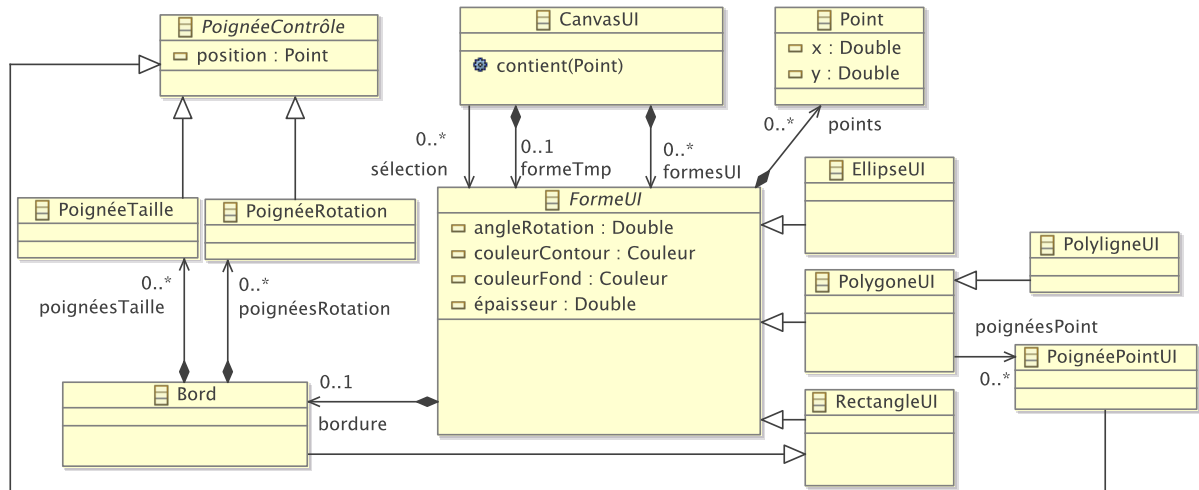 PoignéeContrôle
position : Point
CanvasUI
contient(Point)
Point
x : Double
y : Double
0..*
sélection
0..1
formeTmp
0..*
formesUI
0..*
points
EllipseUI
PoignéeTaille
PoignéeRotation
FormeUI
angleRotation : Double
couleurContour : Couleur
couleurFond : Couleur
épaisseur : Double
PolyligneUI
PolygoneUI
0..*
poignéesTaille
0..*
poignéesRotation
poignéesPoint
0..*
PoignéePointUI
Bord
0..1
bordure
RectangleUI